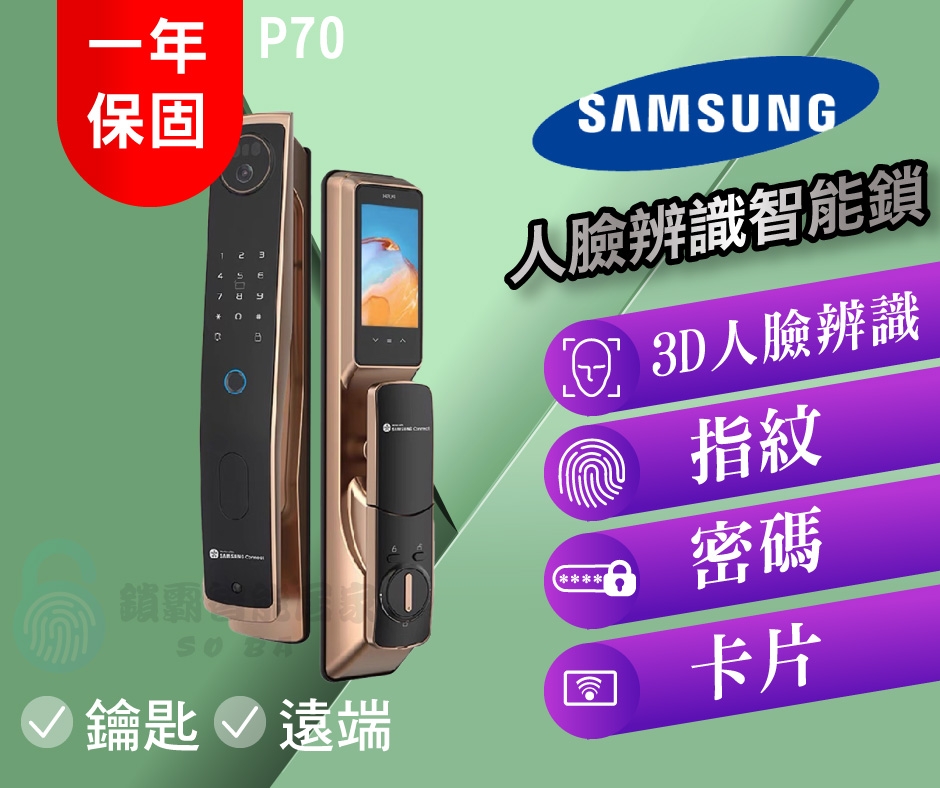 一年
保固
P70
SAMSUNG
人臉辨識智能鎖
3D人臉辨識
指紋
密碼
****
卡片
1 2 3
4 5 6
7 8 9
* 0 #
SAMSUNG Connect
SAMSUNG Connect
鎖霸
SO BA
鑰匙
遠端